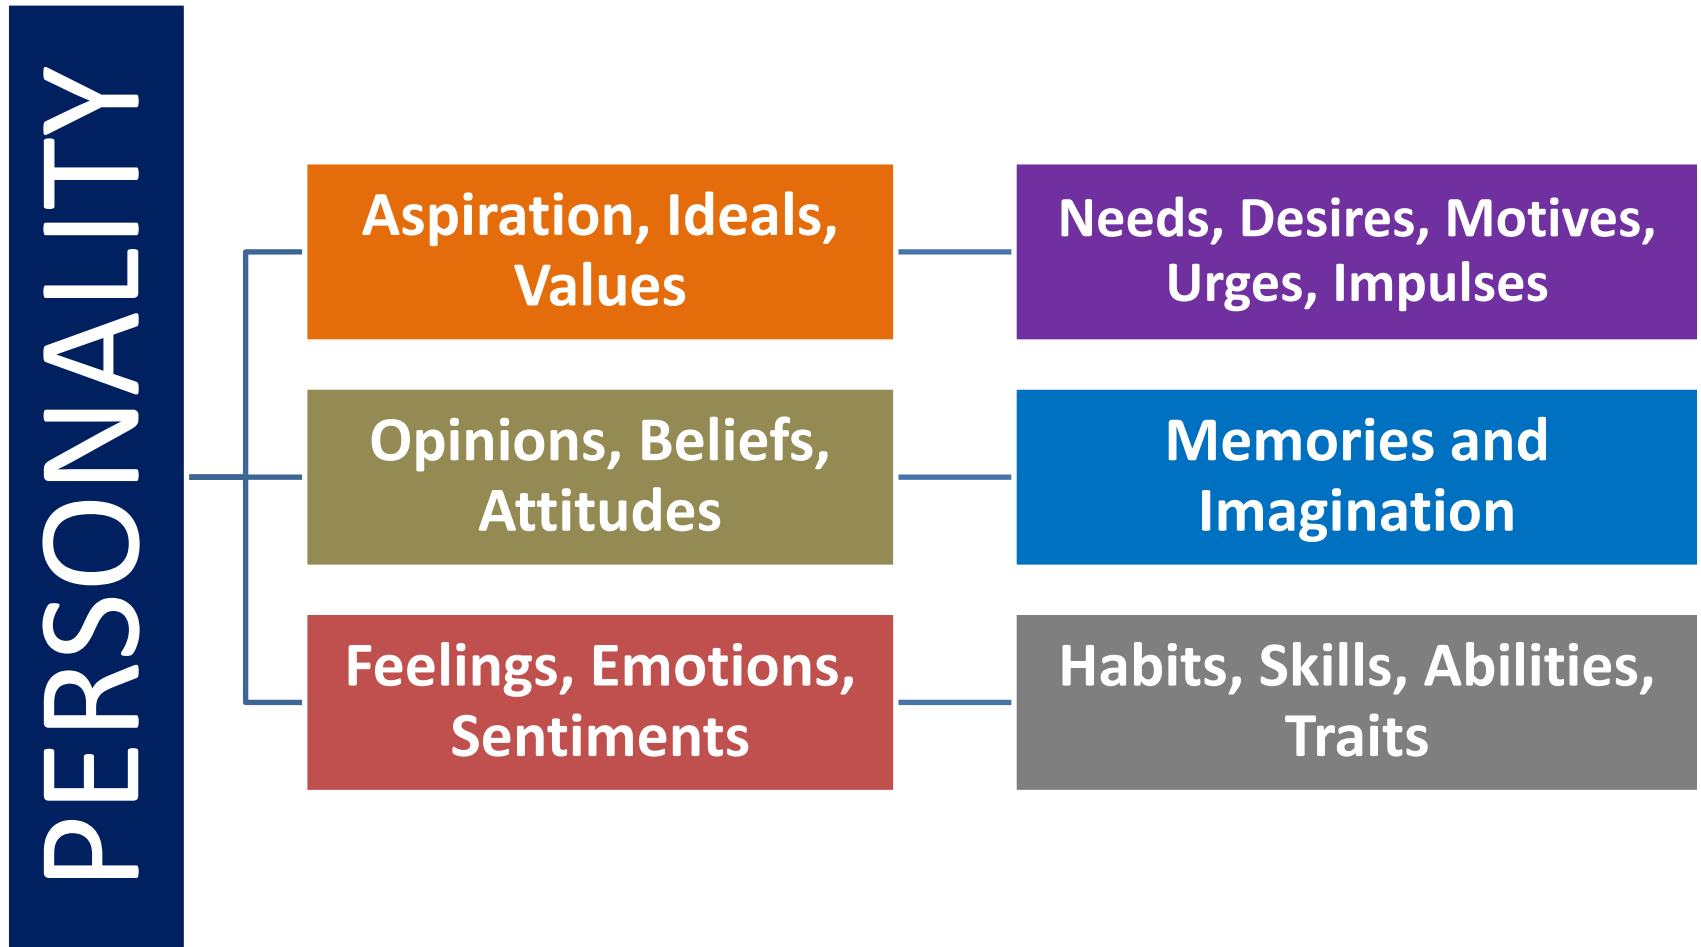 PERSONALITY
Aspiration, Ideals,
Values
Needs, Desires, Motives,
Urges, Impulses
Opinions, Beliefs,
Attitudes
Memories and
Imagination
Feelings, Emotions,
Sentiments
Habits, Skills, Abilities,
Traits